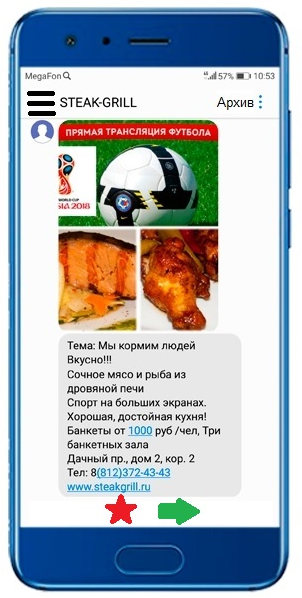 MegaFon
57% 10:53
STEAK-GRILL Архив
ПРЯМАЯ ТРАНСЛЯЦИЯ ФУТБОЛА
WORLD CUP
SIA 2018
Тема: Мы кормим людей
Вкусно!!!
Сочное мясо и рыба из
дровяной печи
Спорт на больших экранах.
Хорошая, достойная кухня!
Банкеты от 1000 руб /чел, Три
банкетных зала
Дачный пр., дом 2, кор. 2
Тел: 8(812)372-43-43
www.steakgrill.ru